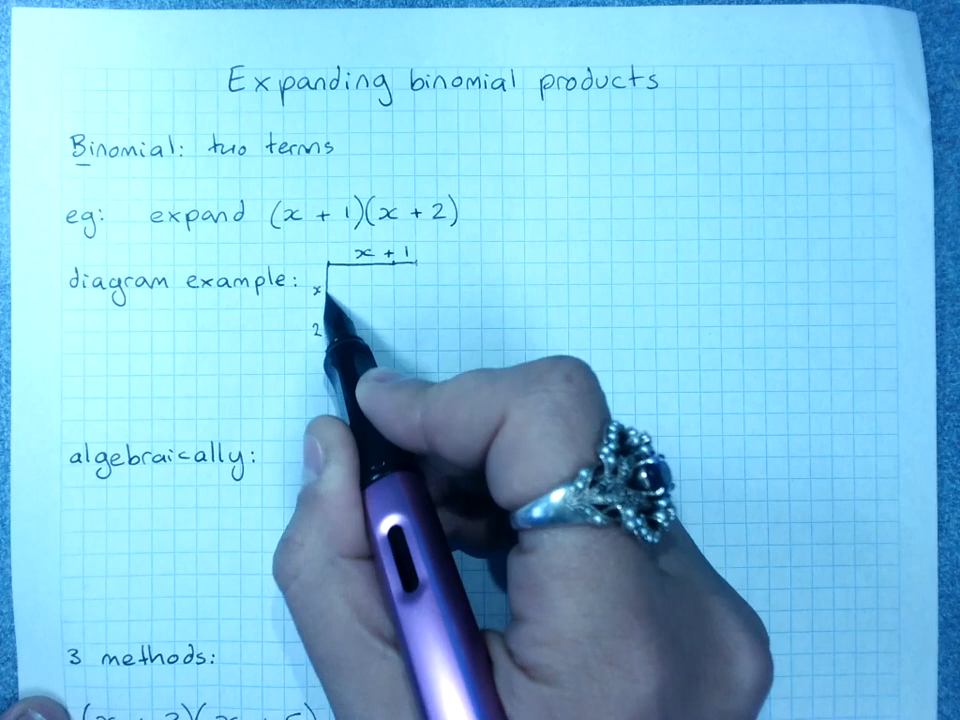 Expanding binomial products
Binomial: two terms
eg: expand (x + 1)(x + 2)
x + 1
diagram example:
x
2
algebraically:
3 methods: